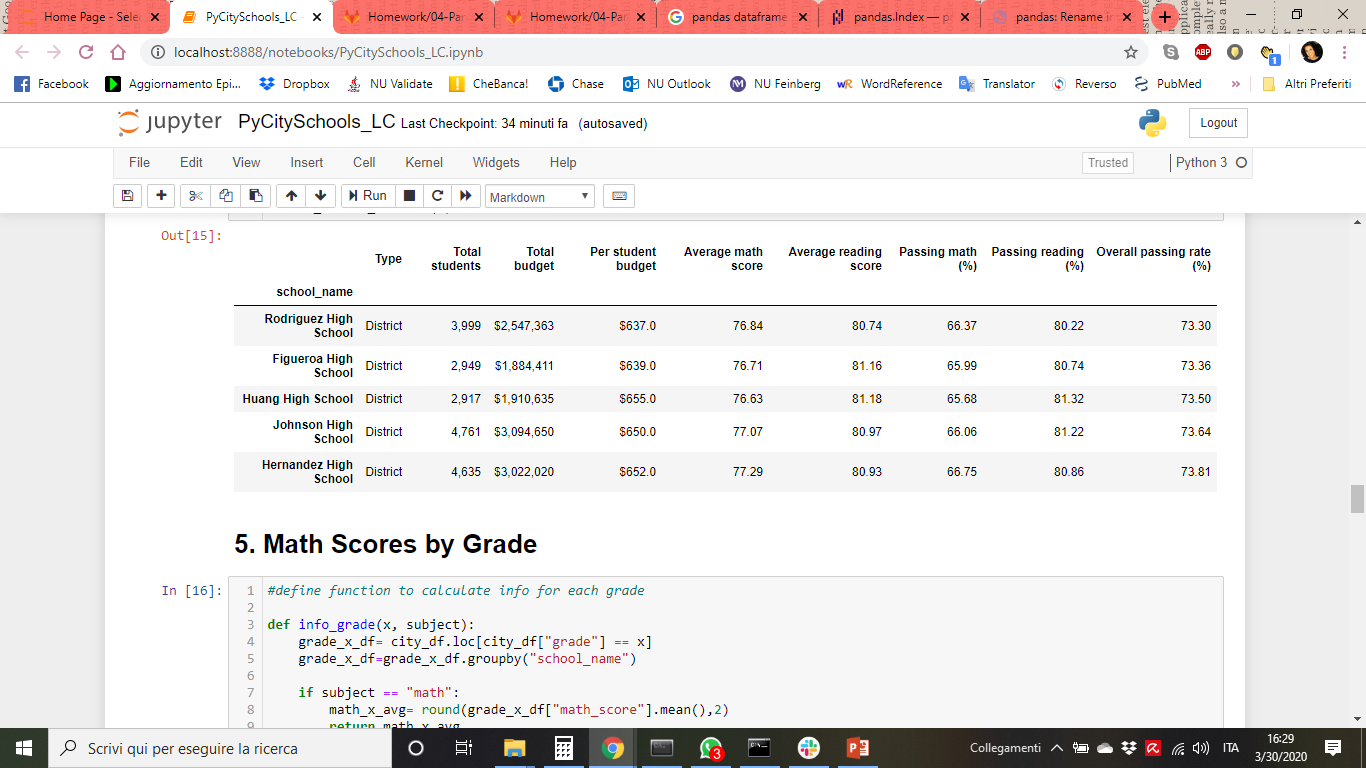 Home Page - Sele
PyCitySchools_LC
Homework/04-Par
Homework/04-Par
pandas dataframe
pandas.Index — p
pandas: Rename in
localhost:8888/notebooks/PyCitySchools_LC.ipynb
ABP
1
Facebook
Aggiornamento Epi...
Dropbox
NU Validate
CheBanca!
Chase
NU Outlook
NU Feinberg
WordReference
Translator
Reverso
PubMed
»
Altri Preferiti
jupyter PyCitySchools_LC Last Checkpoint: 34 minuti fa (autosaved)
Logout
File Edit View Insert Cell Kernel Widgets Help
Trusted
Python 3
Run
Markdown
Out[15]:
Type Total students Total budget Per student budget Average math score Average reading score Passing math (%) Passing reading (%) Overall passing rate (%)
school_name
Rodriguez High School District 3,999 $2,547,363 $637.0 76.84 80.74 66.37 80.22 73.30
Figueroa High School District 2,949 $1,884,411 $639.0 76.71 81.16 65.99 80.74 73.36
Huang High School District 2,917 $1,910,635 $655.0 76.63 81.18 65.68 81.32 73.50
Johnson High School District 4,761 $3,094,650 $650.0 77.07 80.97 66.06 81.22 73.64
Hernandez High School District 4,635 $3,022,020 $652.0 77.29 80.93 66.75 80.86 73.81
5. Math Scores by Grade
In [16]:
1 #define function to calculate info for each grade
2
3 def info_grade(x, subject):
4 grade_x_df= city_df.loc[city_df["grade"] == x]
5 grade_x_df=grade_x_df.groupby("school_name")
6
7 if subject == "math":
8 math_x_avg= round(grade_x_df["math_score"].mean(),2)
9 return math_x_avg
Scrivi qui per eseguire la ricerca
3
Collegamenti
ITA
16:29
3/30/2020